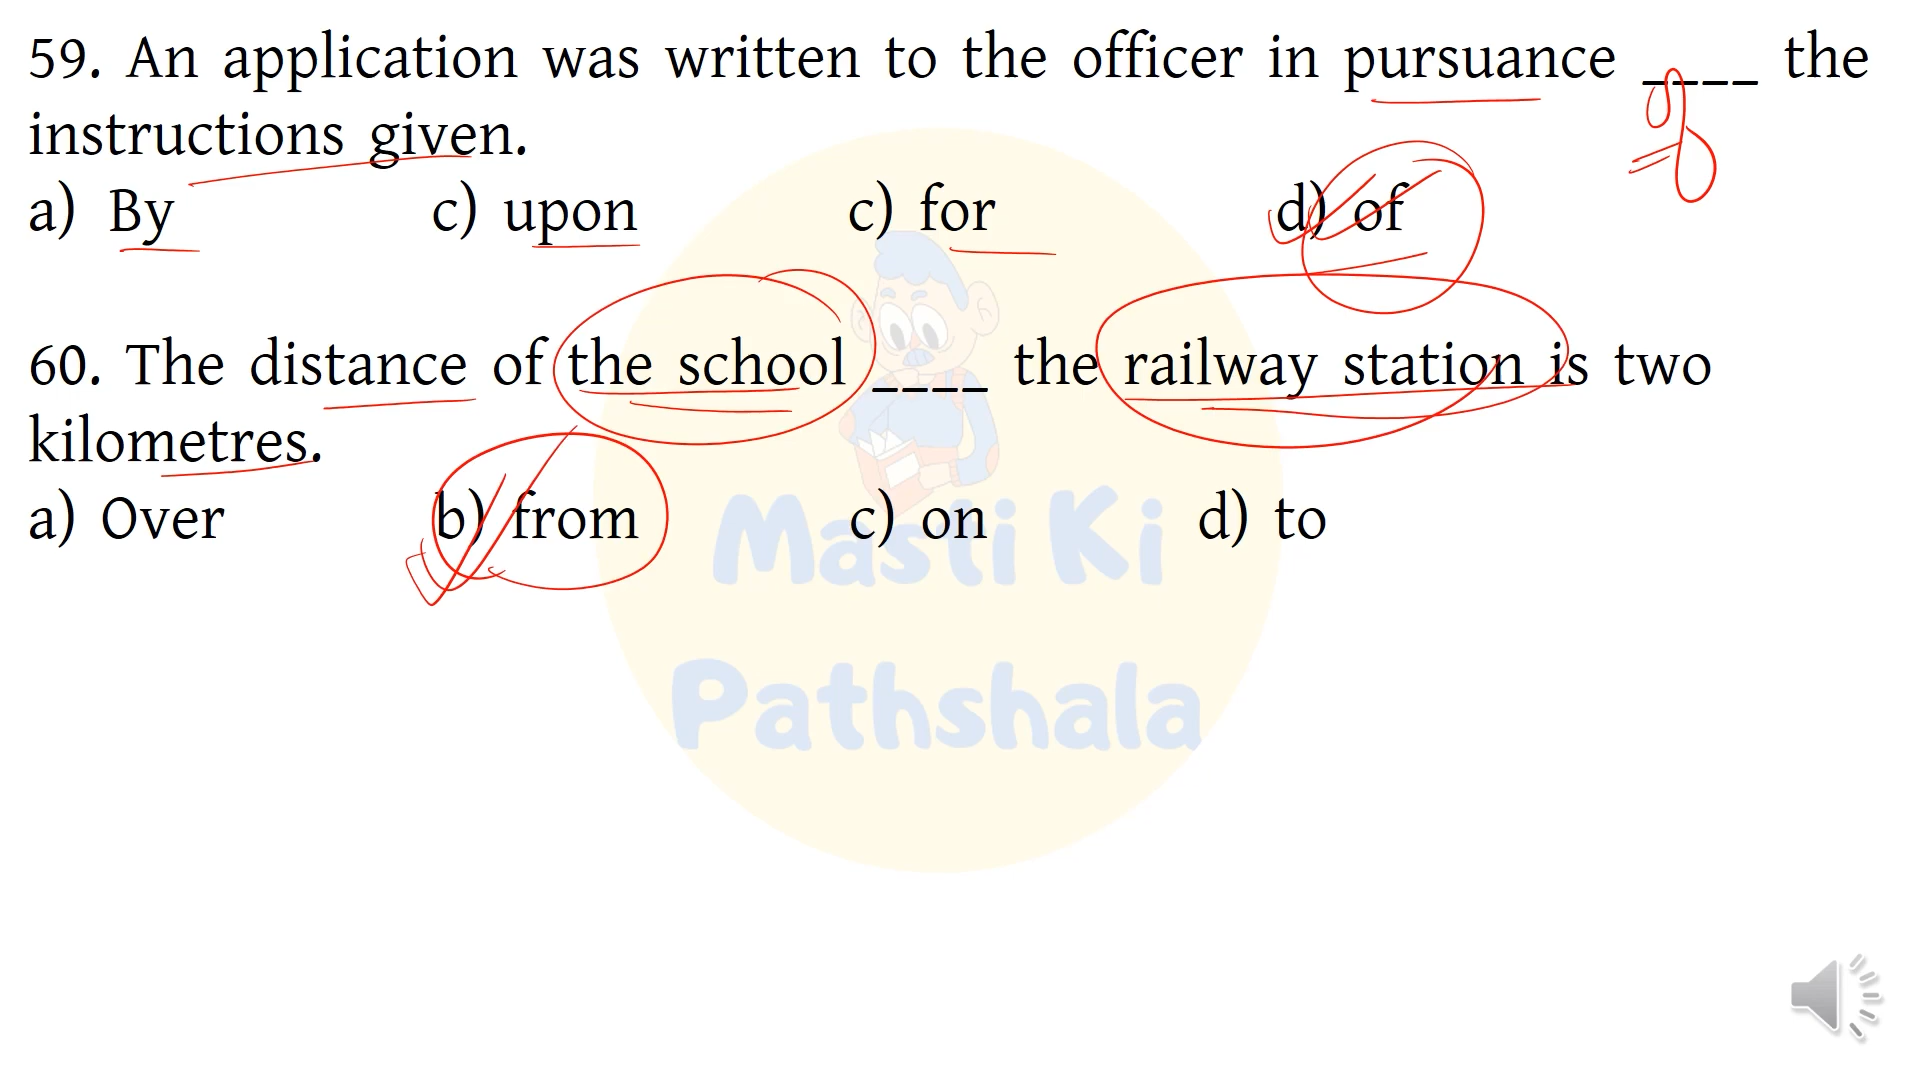 59. An application was written to the officer in pursuance ____ the
instructions given.
of
a) By c) upon c) for d) of
60. The distance of the school ____ the railway station is two
kilometres.
a) Over b) from c) on d) to
Masti Ki
Pathshala